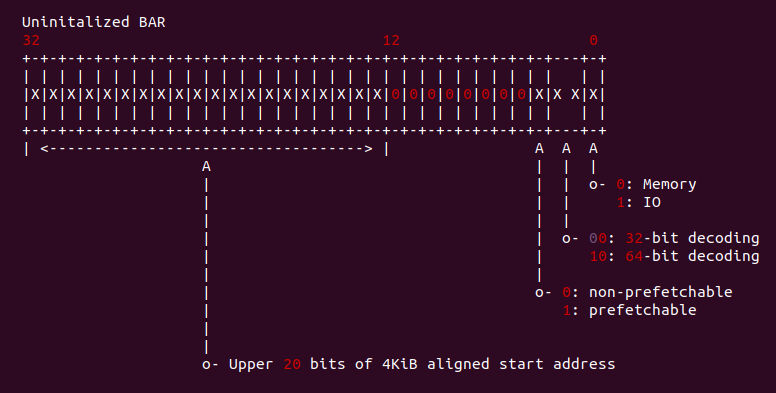 Uninitalized BAR
32                                      12                     0
+-+-+-+-+-+-+-+-+-+-+-+-+-+-+-+-+-+-+-+-+-+-+-+-+-+-+-+-+-+---+-+
| | | | | | | | | | | | | | | | | | | | | | | | | | | | | |   | |
|X|X|X|X|X|X|X|X|X|X|X|X|X|X|X|X|X|X|X|X|0|0|0|0|0|0|0|0|X|X X|X|
| | | | | | | | | | | | | | | | | | | | | | | | | | | | | |   | |
+-+-+-+-+-+-+-+-+-+-+-+-+-+-+-+-+-+-+-+-+-+-+-+-+-+-+-+-+-+---+-+
| <-----------------------------------> |                A  A  A
                    A                                    |  |  |
                    |                                    |  |  o- 0: Memory
                    |                                    |  |     1: IO
                    |                                    |  |
                    |                                    |  o- 00: 32-bit decoding
                    |                                    |     10: 64-bit decoding
                    |                                    |
                    |                                    o- 0: non-prefetchable
                    |                                       1: prefetchable
                    |
                    |
                    o- Upper 20 bits of 4KiB aligned start address